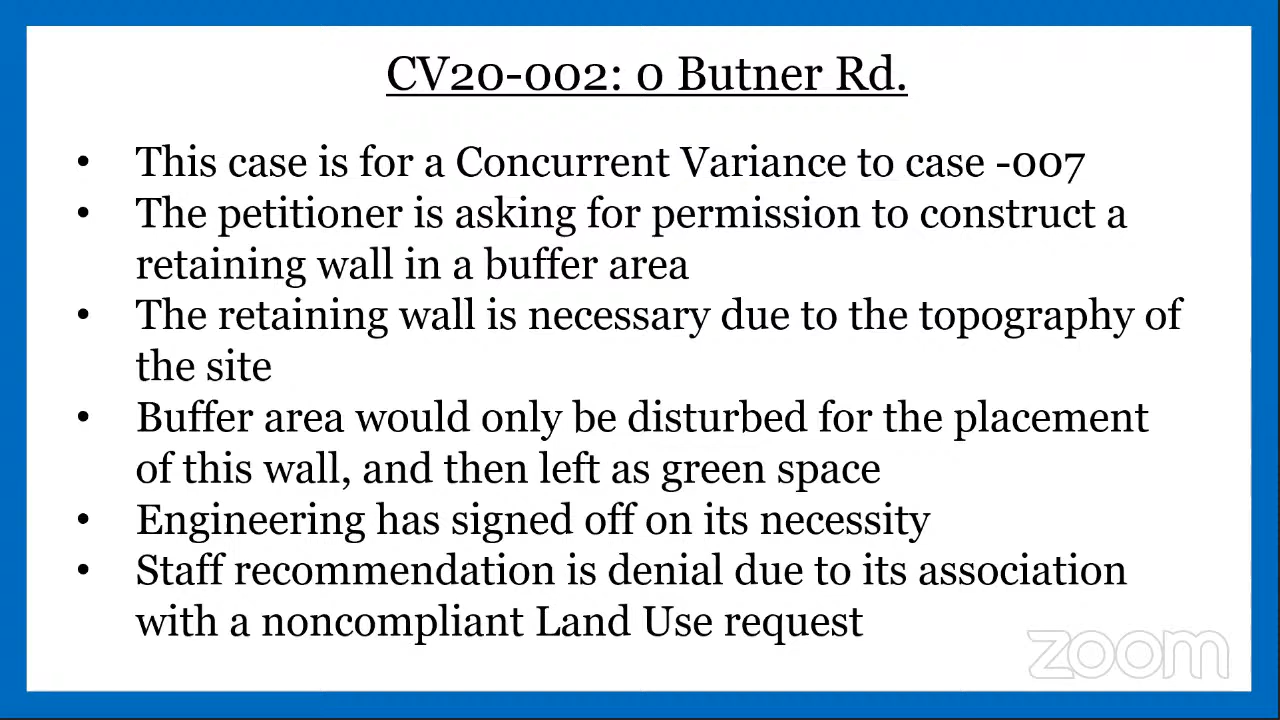 CV20-002: 0 Butner Rd.
• This case is for a Concurrent Variance to case -007
• The petitioner is asking for permission to construct a
retaining wall in a buffer area
• The retaining wall is necessary due to the topography of
the site
• Buffer area would only be disturbed for the placement
of this wall, and then left as green space
• Engineering has signed off on its necessity
• Staff recommendation is denial due to its association
with a noncompliant Land Use request
zoom